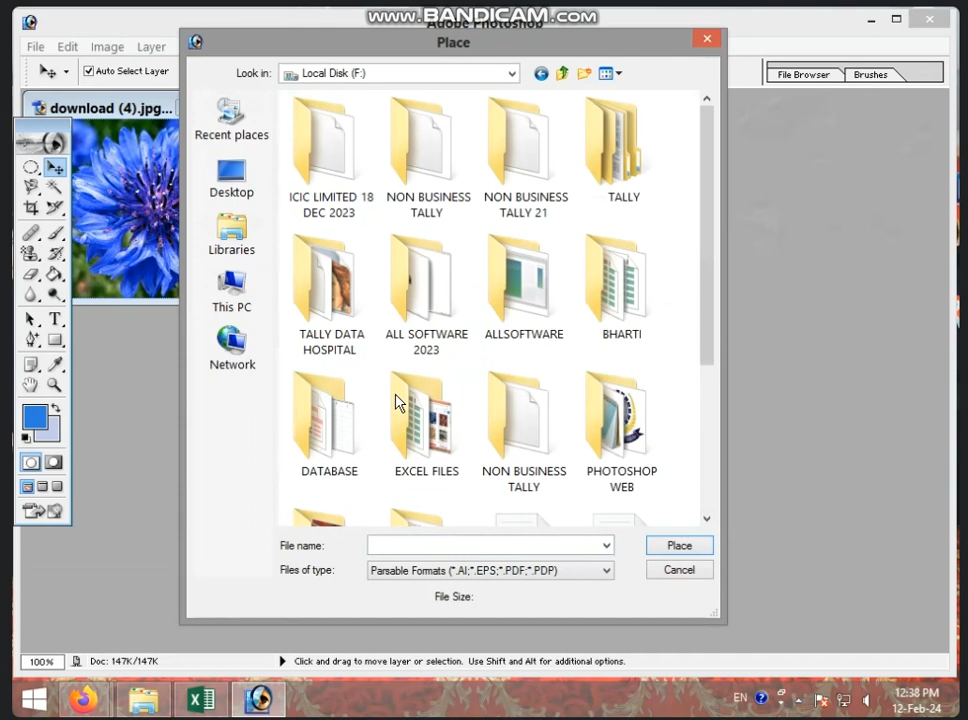 www.BANDICAM.com
Adobe Photoshop
File Edit Image Layer
Auto Select Layer
File Browser Brushes
download (4).jpg...
Place
Look in: Local Disk (F:)
Recent places
Desktop
Libraries
This PC
Network
ICIC LIMITED 18
DEC 2023
NON BUSINESS
TALLY
NON BUSINESS
TALLY 21
TALLY
TALLY DATA
HOSPITAL
ALL SOFTWARE
2023
ALLSOFTWARE
BHARTI
DATABASE
EXCEL FILES
NON BUSINESS
TALLY
PHOTOSHOP
WEB
File name:
Place
Files of type: Parsable Formats (*.AI;*.EPS;*.PDF;*.PDP)
Cancel
File Size:
100% Doc: 147K/147K Click and drag to move layer or selection. Use Shift and Alt for additional options.
EN
12:38 PM
12-Feb-24